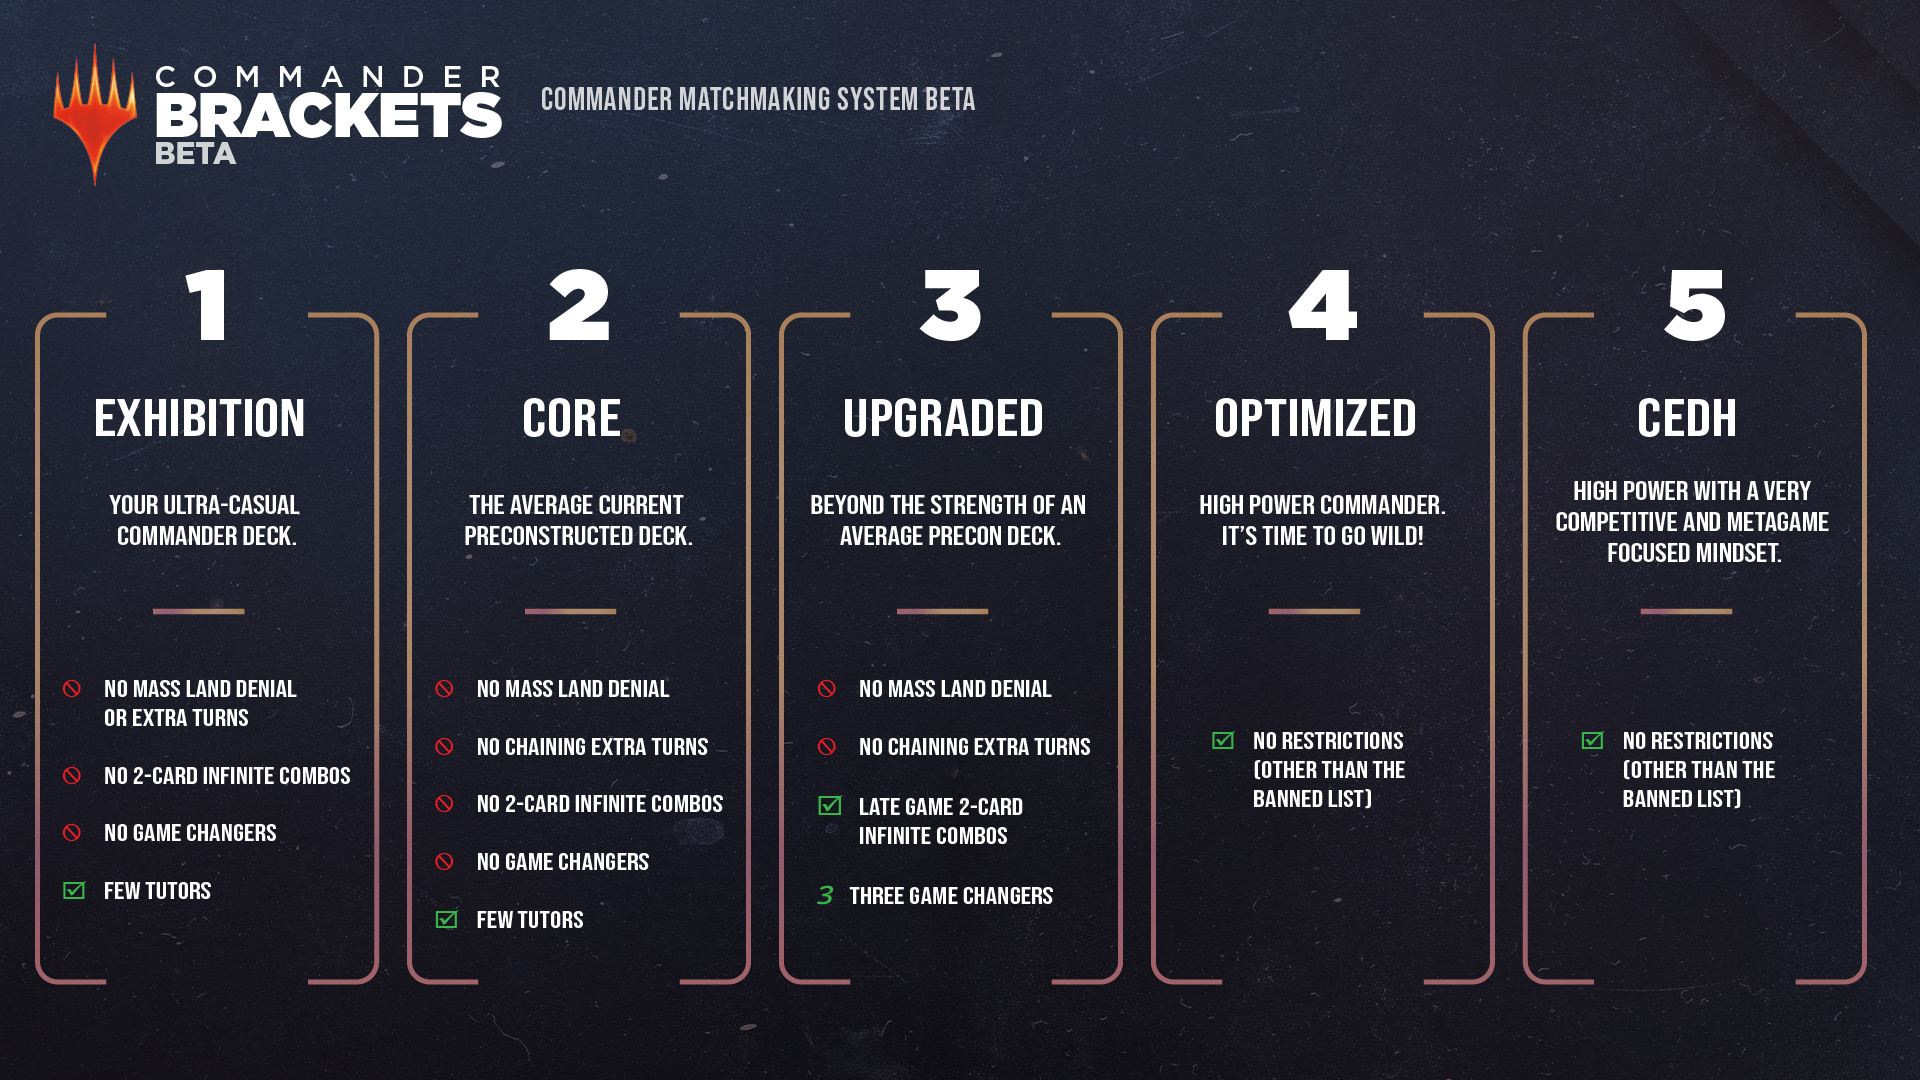 COMMANDER
BRACKETS
BETA
COMMANDER MATCHMAKING SYSTEM BETA
1
EXHIBITION
YOUR ULTRA-CASUAL
COMMANDER DECK.
NO MASS LAND DENIAL
OR EXTRA TURNS
NO 2-CARD INFINITE COMBOS
NO GAME CHANGERS
FEW TUTORS
2
CORE
THE AVERAGE CURRENT
PRECONSTRUCTED DECK.
NO MASS LAND DENIAL
NO CHAINING EXTRA TURNS
NO 2-CARD INFINITE COMBOS
NO GAME CHANGERS
FEW TUTORS
3
UPGRADED
BEYOND THE STRENGTH OF AN
AVERAGE PRECON DECK.
NO MASS LAND DENIAL
NO CHAINING EXTRA TURNS
LATE GAME 2-CARD
INFINITE COMBOS
3 THREE GAME CHANGERS
4
OPTIMIZED
HIGH POWER COMMANDER.
IT'S TIME TO GO WILD!
NO RESTRICTIONS
(OTHER THAN THE
BANNED LIST)
5
CEDH
HIGH POWER WITH A VERY
COMPETITIVE AND METAGAME
FOCUSED MINDSET.
NO RESTRICTIONS
(OTHER THAN THE
BANNED LIST)